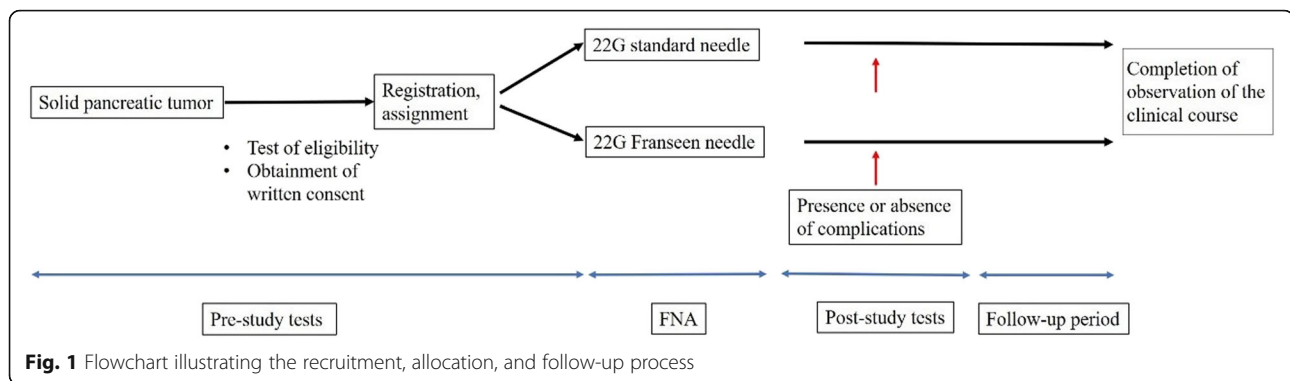 Solid pancreatic tumor
• Test of eligibility
• Obtainment of
written consent
Registration,
assignment
22G standard needle
22G Franseen needle
Presence or absence
of complications
Completion of
observation of the
clinical course
Pre-study tests
FNA
Post-study tests
Follow-up period
Fig. 1 Flowchart illustrating the recruitment, allocation, and follow-up process